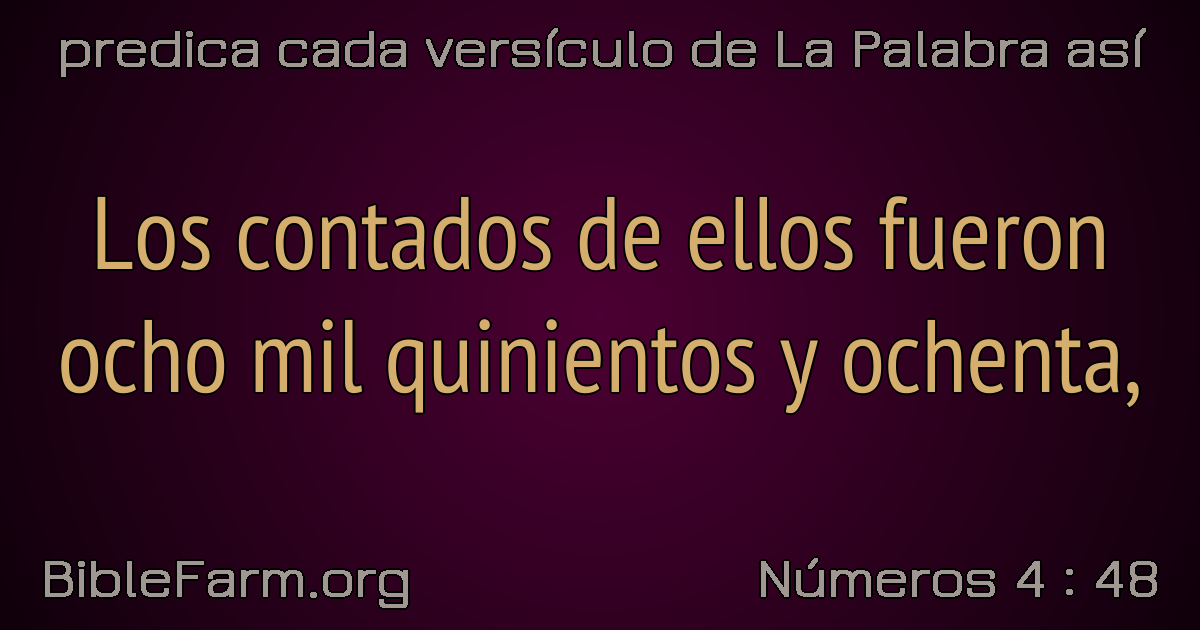 predica cada versículo de La Palabra así
Los contados de ellos fueron
ocho mil quinientos y ochenta,
BibleFarm.org
Números 4 : 48